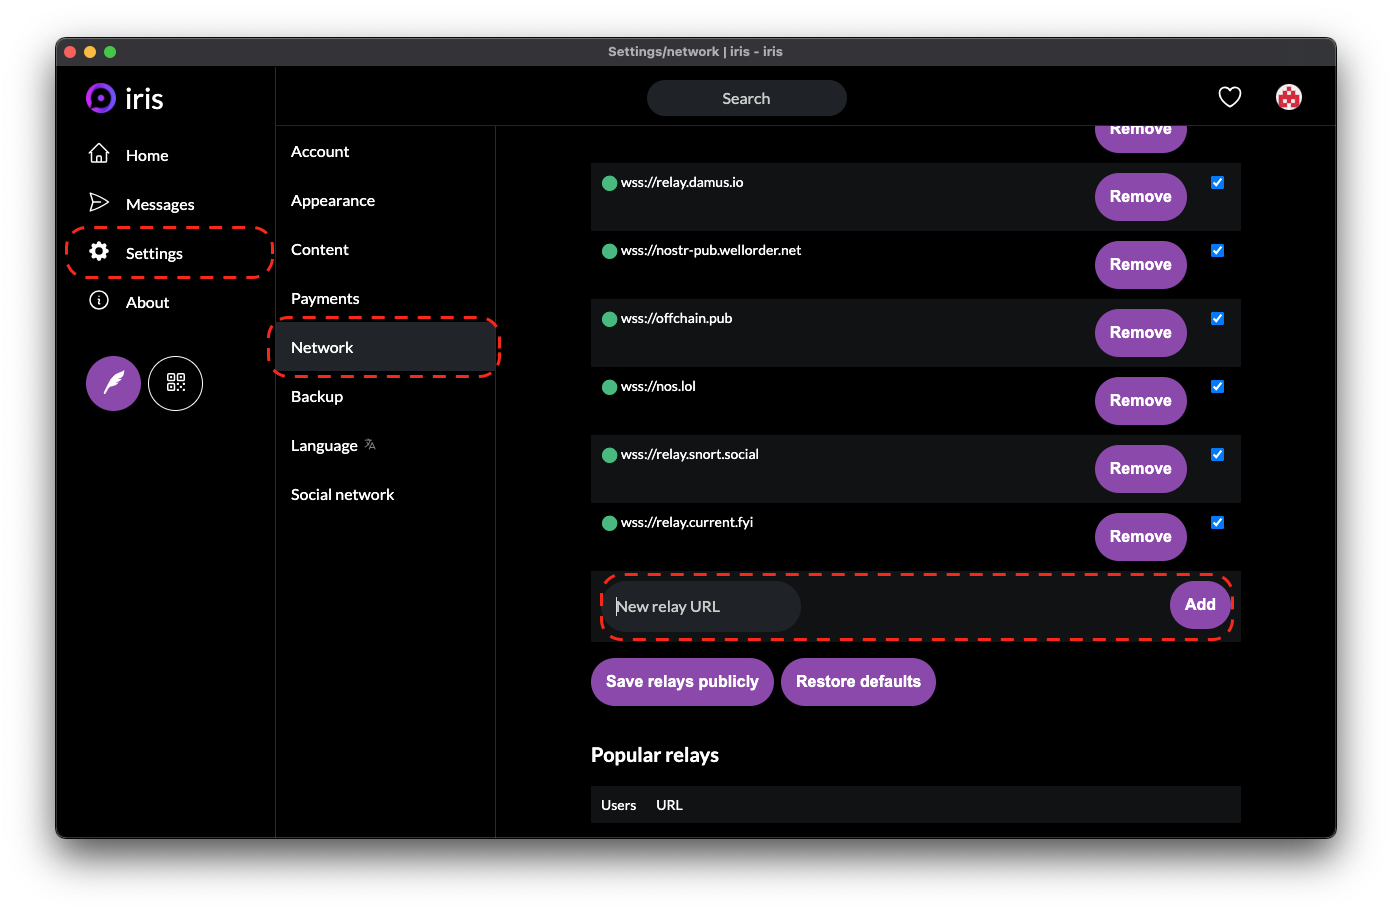 Settings/network | iris - iris
iris
Search
Home
Messages
Settings
About
Account
Appearance
Content
Payments
Network
Backup
Language
Social network
Remove
wss://relay.damus.io Remove
wss://nostr-pub.wellorder.net Remove
wss://offchain.pub Remove
wss://nos.lol Remove
wss://relay.snort.social Remove
wss://relay.current.fyi Remove
New relay URL Add
Save relays publicly Restore defaults
Popular relays
Users URL